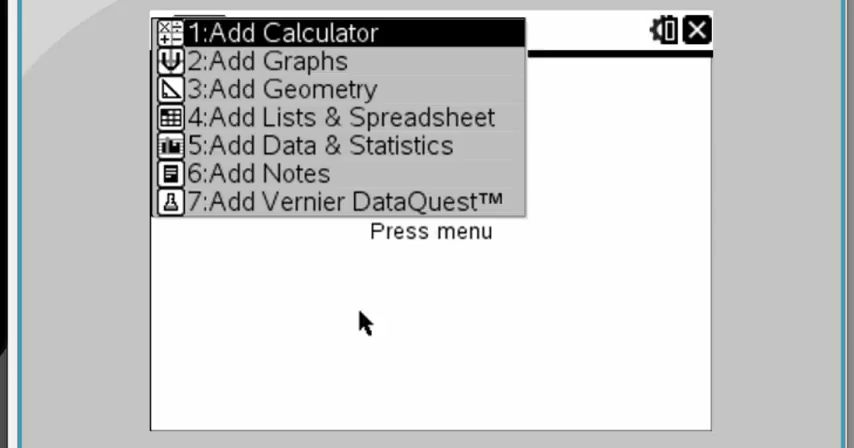 1:Add Calculator
2:Add Graphs
3:Add Geometry
4:Add Lists & Spreadsheet
5:Add Data & Statistics
6:Add Notes
7:Add Vernier DataQuest™
Press menu